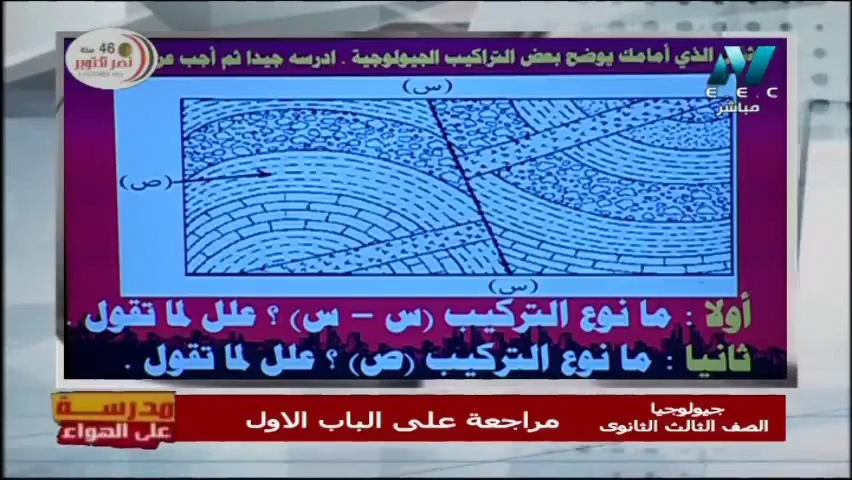 46 سنة
نصر اكتوبر
الذي أمامك يوضح بعض التراكيب الجيولوجية . ادرسه جيدا ثم أجب عن
E . E . C
مباشر
(س)
(ص)
(س)
أولا : ما نوع التركيب (س – س) ؟ علل لما تقول .
ثانيا : ما نوع التركيب (ص) ؟ علل لما تقول .
مدرسة
على الهواء
مراجعة على الباب الاول
جيولوجيا
الصف الثالث الثانوى